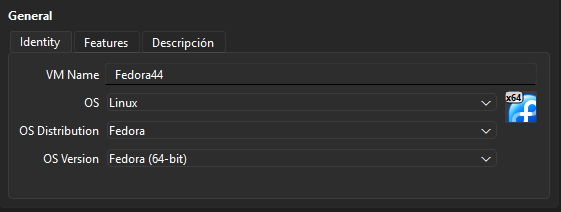 General
Identity Features Descripción
VM Name Fedora44
OS Linux
x64
OS Distribution Fedora
OS Version Fedora (64-bit)